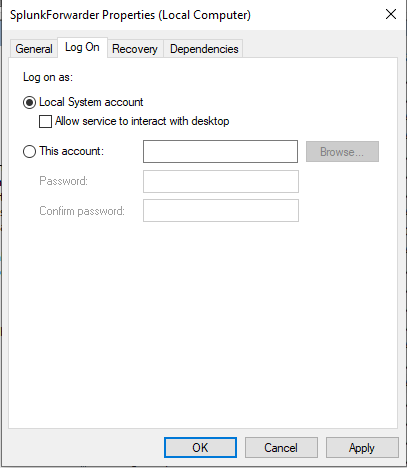 SplunkForwarder Properties (Local Computer)
General Log On Recovery Dependencies
Log on as:
Local System account
Allow service to interact with desktop
This account:
Browse...
Password:
Confirm password:
OK Cancel Apply